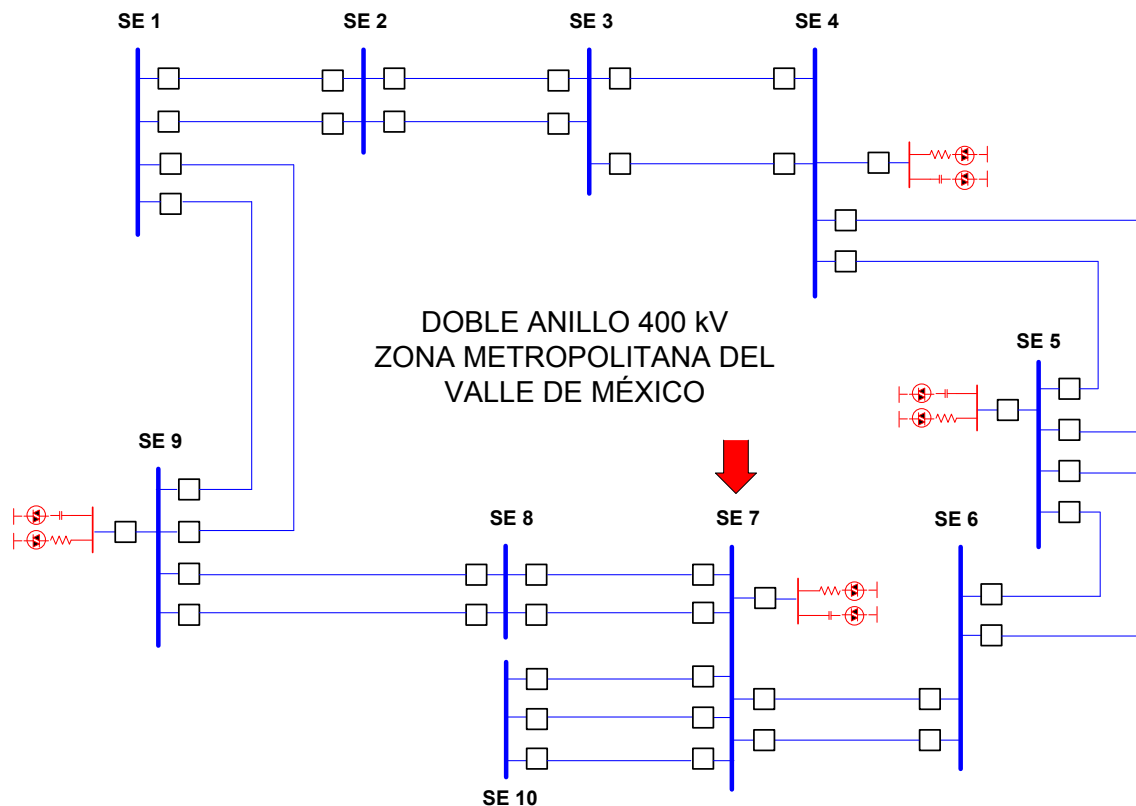 SE 1
SE 2
SE 3
SE 4
DOBLE ANILLO 400 kV
ZONA METROPOLITANA DEL
VALLE DE MÉXICO
SE 5
SE 9
SE 8
SE 7
SE 6
SE 10